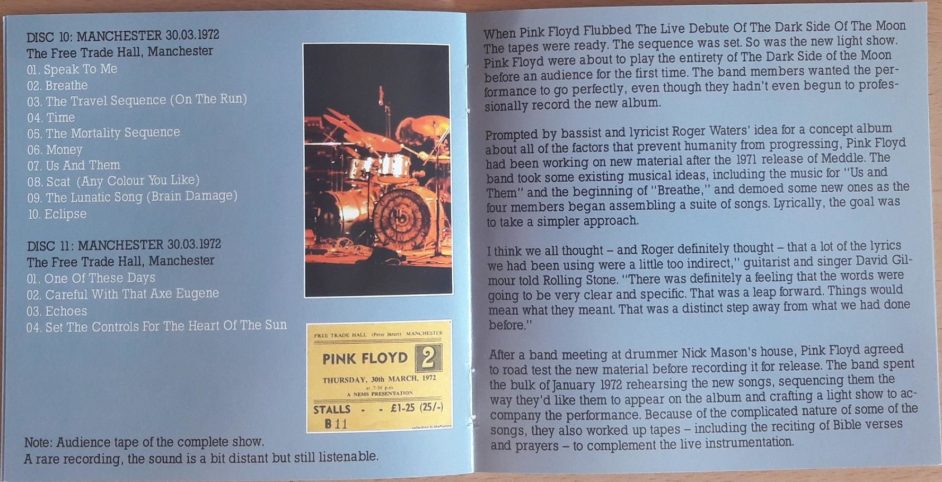 DISC 10: MANCHESTER 30.03.1972
The Free Trade Hall, Manchester
01. Speak To Me
02. Breathe
03. The Travel Sequence (On The Run)
04. Time
05. The Mortality Sequence
06. Money
07. Us And Them
08. Scat (Any Colour You Like)
09. The Lunatic Song (Brain Damage)
10. Eclipse
DISC 11: MANCHESTER 30.03.1972
The Free Trade Hall, Manchester
01. One Of These Days
02. Careful With That Axe Eugene
03. Echoes
04. Set The Controls For The Heart Of The Sun
FREE TRADE HALL (Peter Street) MANCHESTER
PINK FLOYD 2
THURSDAY, 30th MARCH, 1972
at 7-30 p.m.
A NEMS PRESENTATION
STALLS - - £1-25 (25/-)
B 11
Note: Audience tape of the complete show.
A rare recording, the sound is a bit distant but still listenable.
When Pink Floyd Flubbed The Live Debute Of The Dark Side Of The Moon
The tapes were ready. The sequence was set. So was the new light show.
Pink Floyd were about to play the entirety of The Dark Side of the Moon
before an audience for the first time. The band members wanted the per-
formance to go perfectly, even though they hadn't even begun to profes-
sionally record the new album.
Prompted by bassist and lyricist Roger Waters' idea for a concept album
about all of the factors that prevent humanity from progressing, Pink Floyd
had been working on new material after the 1971 release of Meddle. The
band took some existing musical ideas, including the music for "Us and
Them" and the beginning of "Breathe," and demoed some new ones as the
four members began assembling a suite of songs. Lyrically, the goal was
to take a simpler approach.
I think we all thought – and Roger definitely thought – that a lot of the lyrics
we had been using were a little too indirect," guitarist and singer David Gil-
mour told Rolling Stone. "There was definitely a feeling that the words were
going to be very clear and specific. That was a leap forward. Things would
mean what they meant. That was a distinct step away from what we had done
before."
After a band meeting at drummer Nick Mason's house, Pink Floyd agreed
to road test the new material before recording it for release. The band spent
the bulk of January 1972 rehearsing the new songs, sequencing them the
way they'd like them to appear on the album and crafting a light show to ac-
company the performance. Because of the complicated nature of some of the
songs, they also worked up tapes – including the reciting of Bible verses
and prayers – to complement the live instrumentation.